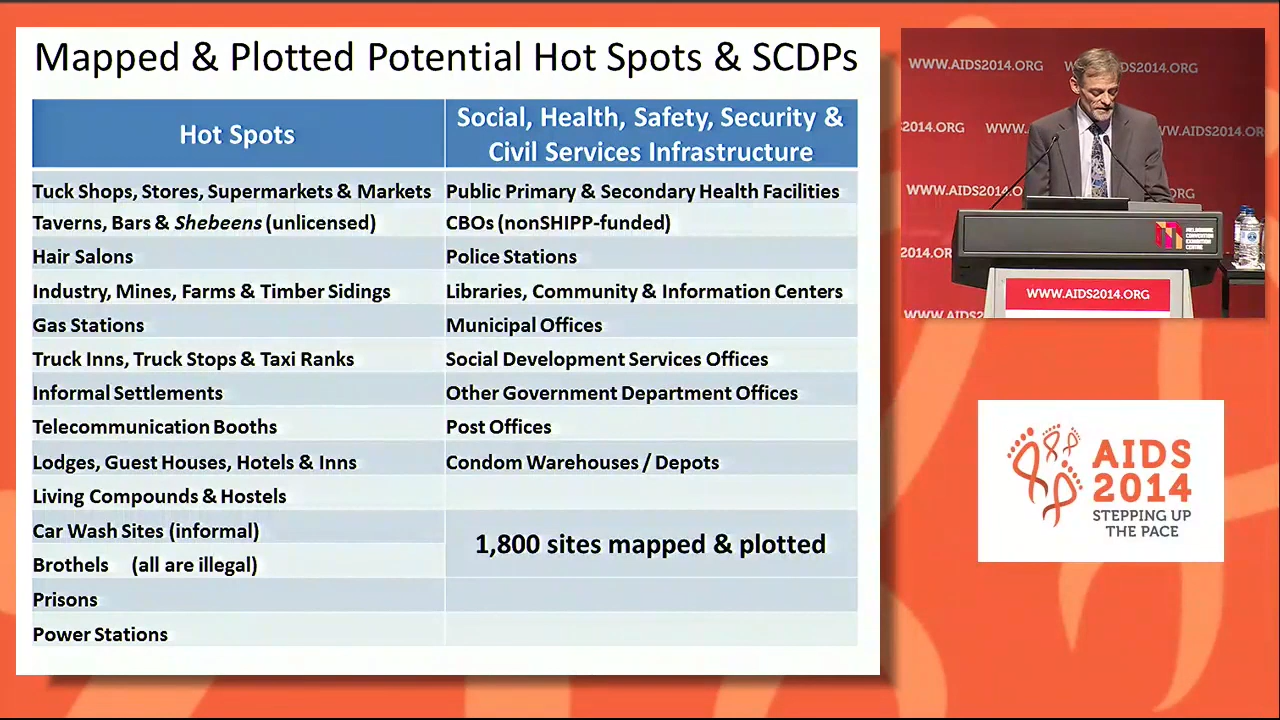 Mapped & Plotted Potential Hot Spots & SCDPs
Hot Spots
Social, Health, Safety, Security &
Civil Services Infrastructure
Tuck Shops, Stores, Supermarkets & Markets
Public Primary & Secondary Health Facilities
Taverns, Bars & Shebeens (unlicensed)
CBOs (nonSHIPP-funded)
Hair Salons
Police Stations
Industry, Mines, Farms & Timber Sidings
Libraries, Community & Information Centers
Gas Stations
Municipal Offices
Truck Inns, Truck Stops & Taxi Ranks
Social Development Services Offices
Informal Settlements
Other Government Department Offices
Telecommunication Booths
Post Offices
Lodges, Guest Houses, Hotels & Inns
Condom Warehouses / Depots
Living Compounds & Hostels
Car Wash Sites (informal)
1,800 sites mapped & plotted
Brothels (all are illegal)
Prisons
Power Stations
WWW.AIDS2014.ORG
DS2014.ORG
2014.ORG
WWW.
WW.AIDS2014.ORG
WWW.AIDS2014
RG
2014.OR
WWW.AIDS2
WWW.AIDS2014.ORG
AIDS
2014
STEPPING UP
THE PACE